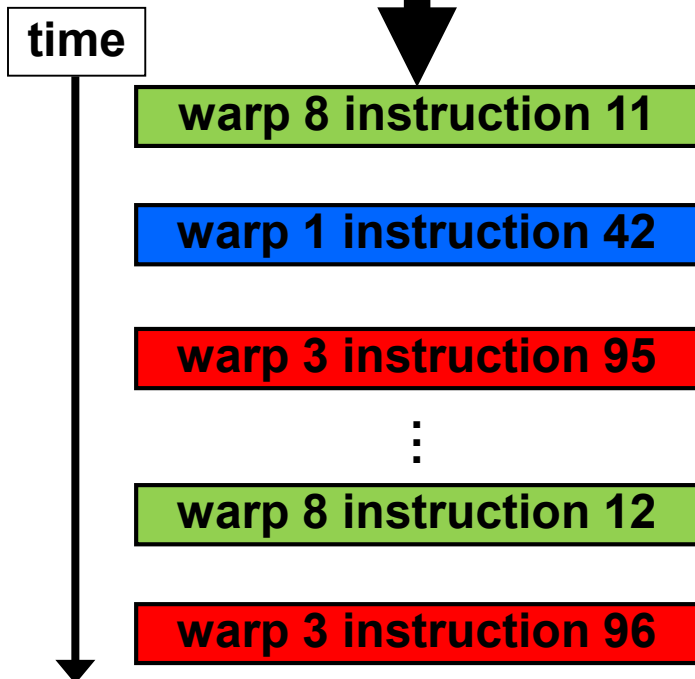 time
warp 8 instruction 11
warp 1 instruction 42
warp 3 instruction 95
⋮
warp 8 instruction 12
warp 3 instruction 96